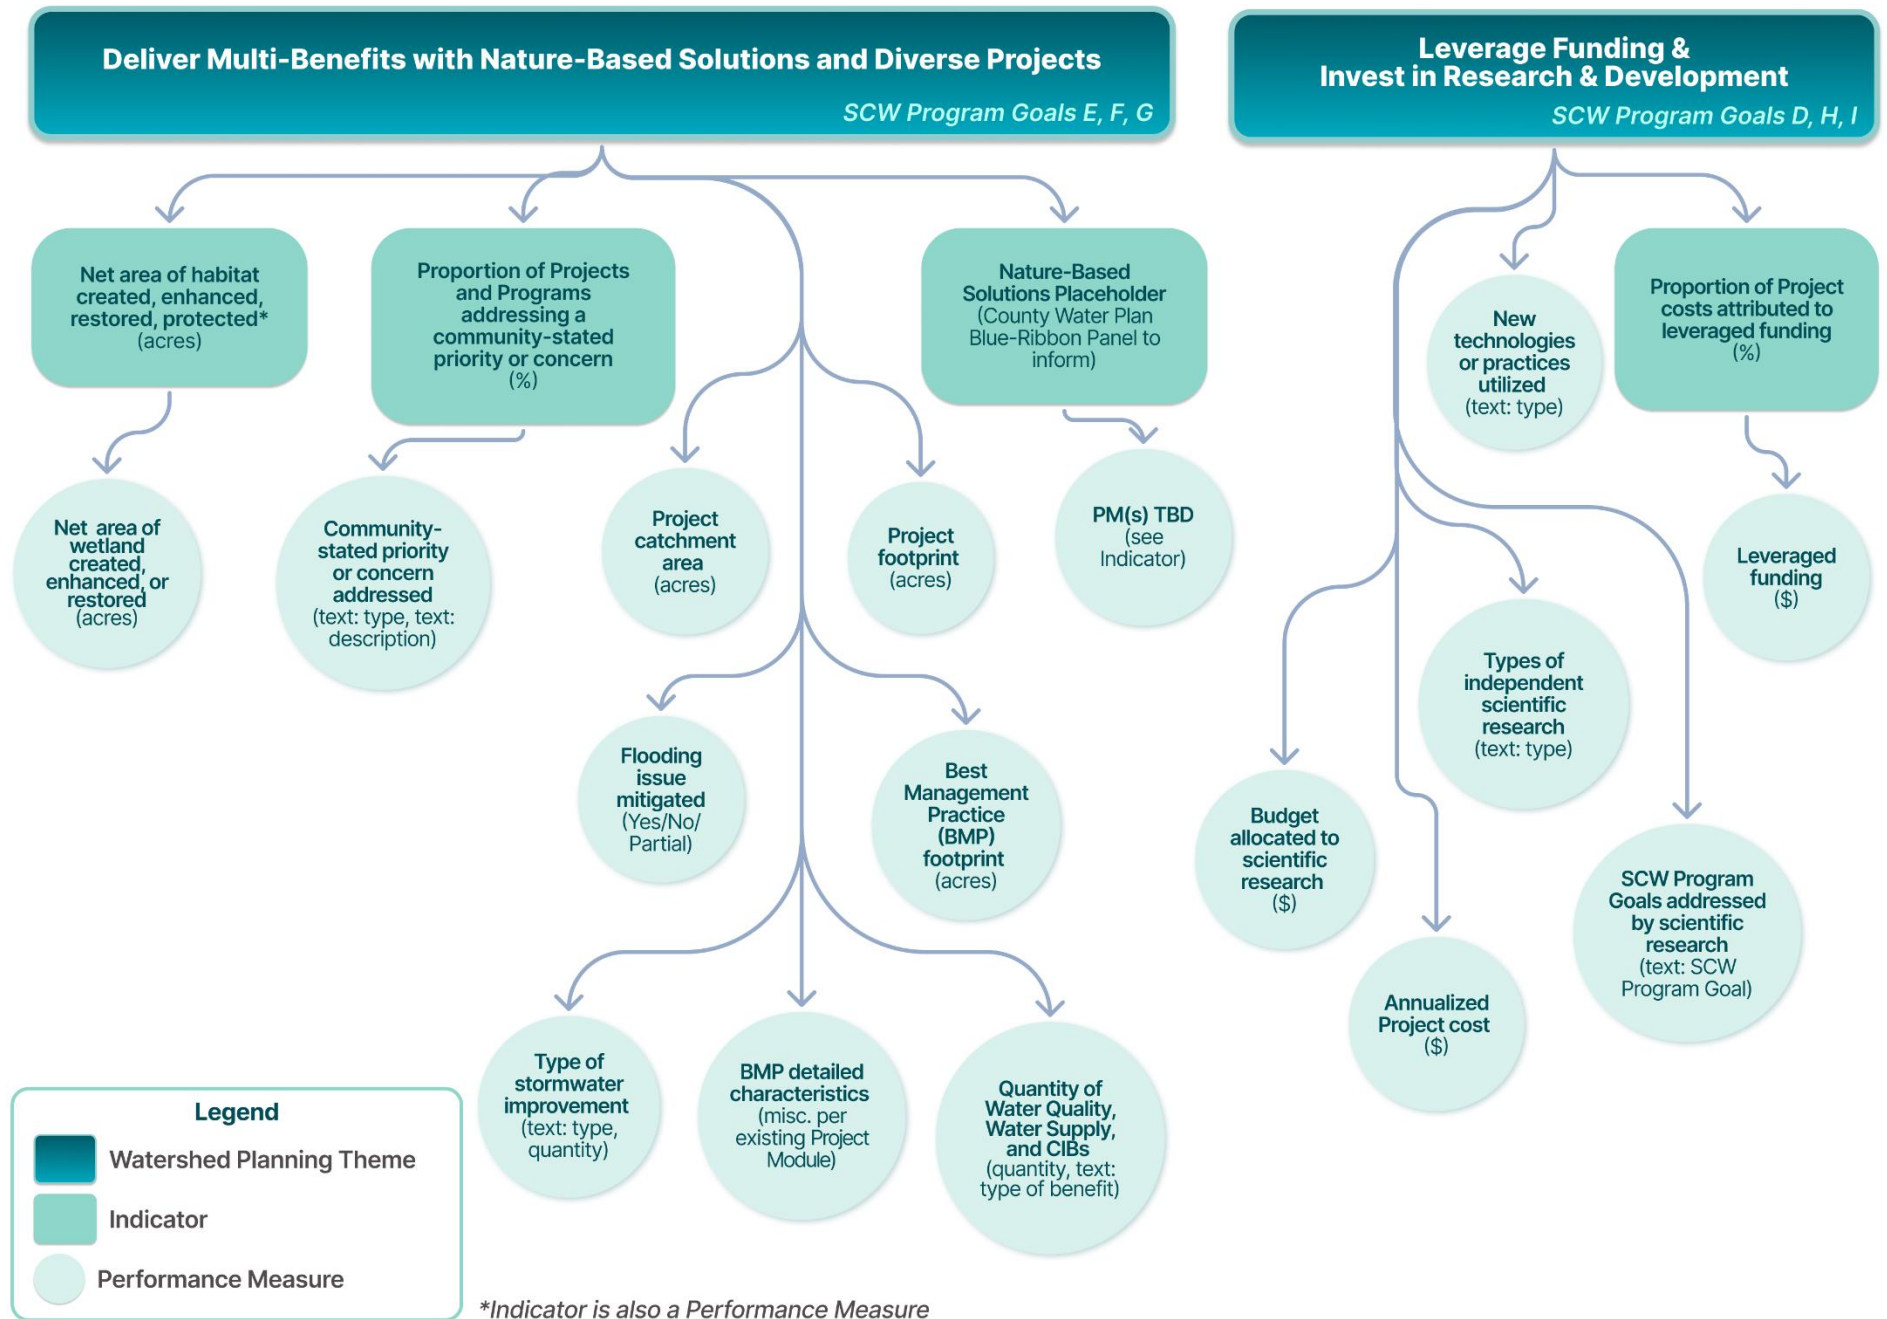 Deliver Multi-Benefits with Nature-Based Solutions and Diverse Projects
SCW Program Goals E, F, G
Leverage Funding &
Invest in Research & Development
SCW Program Goals D, H, I
Net area of habitat
created, enhanced,
restored, protected*
(acres)
Proportion of Projects
and Programs
addressing a
community-stated
priority or concern
(%)
Nature-Based
Solutions Placeholder
(County Water Plan
Blue-Ribbon Panel to
inform)
New
technologies
or practices
utilized
(text: type)
Proportion of Project
costs attributed to
leveraged funding
(%)
Net area of
wetland
created,
enhanced, or
restored
(acres)
Community-
stated priority
or concern
addressed
(text: type, text:
description)
Project
catchment
area
(acres)
Project
footprint
(acres)
PM(s) TBD
(see
Indicator)
Leveraged
funding
($)
Flooding
issue
mitigated
(Yes/No/
Partial)
Best
Management
Practice
(BMP)
footprint
(acres)
Types of
independent
scientific
research
(text: type)
Budget
allocated to
scientific
research
($)
SCW Program
Goals addressed
by scientific
research
(text: SCW
Program Goal)
Annualized
Project cost
($)
Type of
stormwater
improvement
(text: type,
quantity)
BMP detailed
characteristics
(misc. per
existing Project
Module)
Quantity of
Water Quality,
Water Supply,
and CIBs
(quantity, text:
type of benefit)
Legend
Watershed Planning Theme
Indicator
Performance Measure
*Indicator is also a Performance Measure